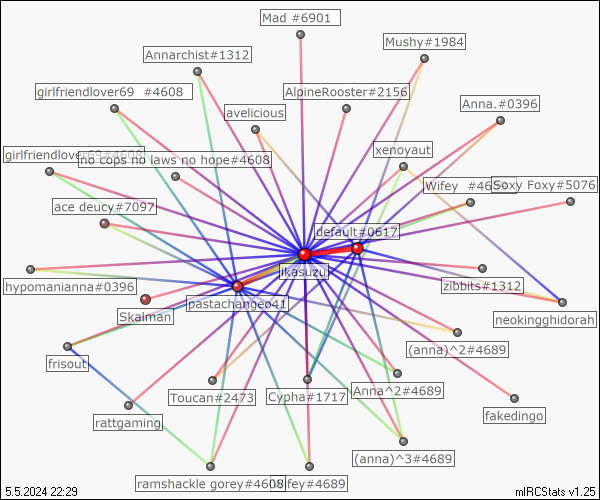 Mad #6901
Mushy#1984
Annarchist#1312
girlfriendlover69 #4608
AlpineRooster#2156
Anna.#0396
avelicious
xenoyaut
girlfriendlover69#4608
no cops no laws no hope#4608
Wifey #4689
Soxy Foxy#5076
ace deucy#7097
default#0617
ikasuzu
hypomanianna#0396
zibbits#1312
pastachangeo41
Skalman
neokingghidorah
(anna)^2#4689
frisout
Toucan#2473
Cypha#1717
Anna^2#4689
rattgaming
fakedingo
(anna)^3#4689
ramshackle gorey#4608
Wifey#4689
5.5.2024 22:29
mIRCStats v1.25